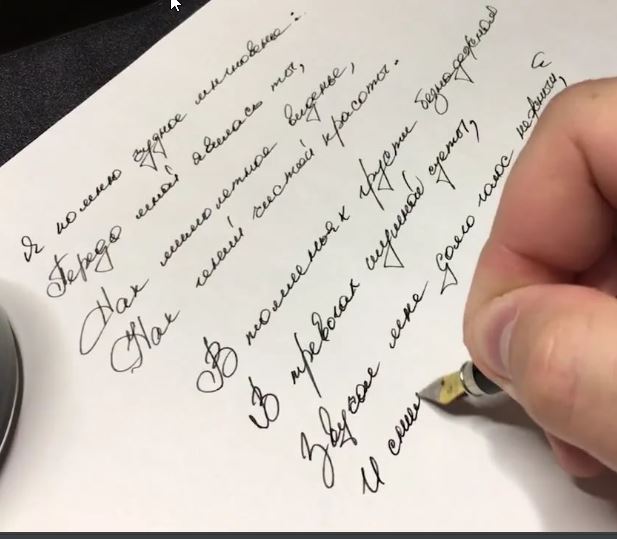 Я помню чудное мгновенье:
Передо мной явилась ты,
Как мимолетное виденье,
Как гений чистой красоты.
В томленьях грусти безнадежной
В тревогах шумной суеты,
Звучал мне долго голос нежный,
И сни